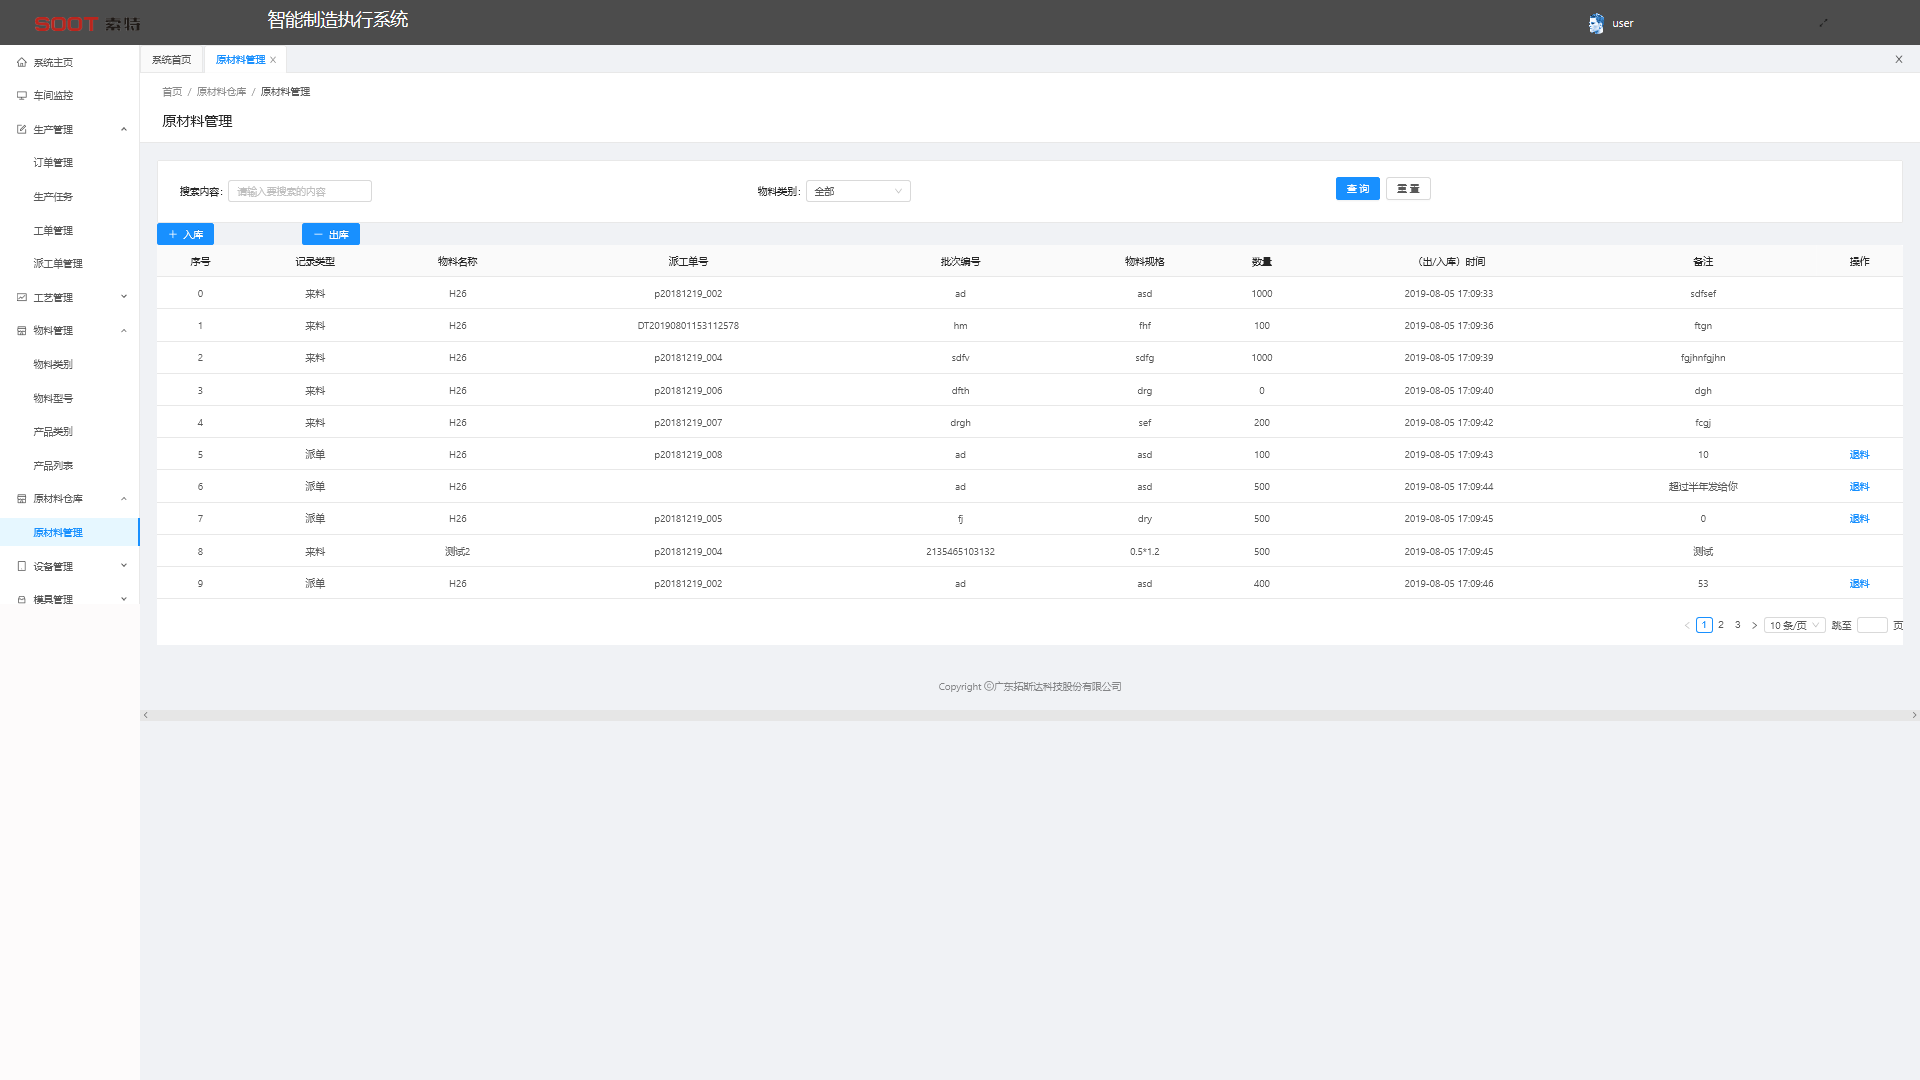 SOOT 索特
智能制造执行系统
user
系统主页
车间监控
生产管理
订单管理
生产任务
工单管理
派工单管理
工艺管理
物料管理
物料类别
物料型号
产品类别
产品列表
原材料仓库
原材料管理
设备管理
模具管理
系统首页 原材料管理 X X
首页 / 原材料仓库 / 原材料管理
原材料管理
搜索内容: 请输入要搜索的内容 物料类别: 全部 查 询 重 置
+ 入库 — 出库
序号 记录类型 物料名称 派工单号 批次编号 物料规格 数量 （出/入库）时间 备注 操作
0 来料 H26 p20181219_002 ad asd 1000 2019-08-05 17:09:33 sdfsef
1 来料 H26 DT20190801153112578 hm fhf 100 2019-08-05 17:09:36 ftgn
2 来料 H26 p20181219_004 sdfv sdfg 1000 2019-08-05 17:09:39 fgjhnfgjhn
3 来料 H26 p20181219_006 dfth drg 0 2019-08-05 17:09:40 dgh
4 来料 H26 p20181219_007 drgh sef 200 2019-08-05 17:09:42 fcgj
5 派单 H26 p20181219_008 ad asd 100 2019-08-05 17:09:43 10 退料
6 派单 H26 ad asd 500 2019-08-05 17:09:44 超过半年发给你 退料
7 派单 H26 p20181219_005 fj dry 500 2019-08-05 17:09:45 0 退料
8 来料 测试2 p20181219_004 2135465103132 0.5*1.2 500 2019-08-05 17:09:45 测试
9 派单 H26 p20181219_002 ad asd 400 2019-08-05 17:09:46 53 退料
< 1 2 3 > 10 条/页 跳至 页
Copyright ©广东拓斯达科技股份有限公司